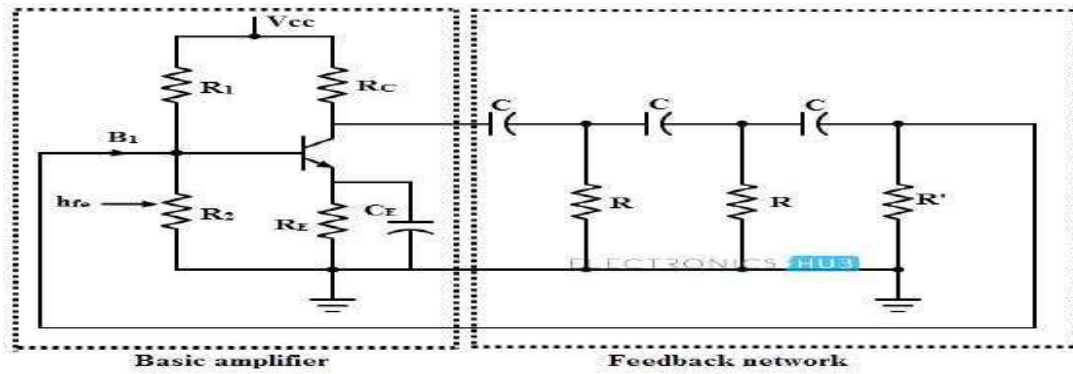 Vcc
R1
RC
C
C
C
B1
hfe
R2
RE
CE
R
R
R'
ELECTRONICS HUB
Basic amplifier
Feedback network